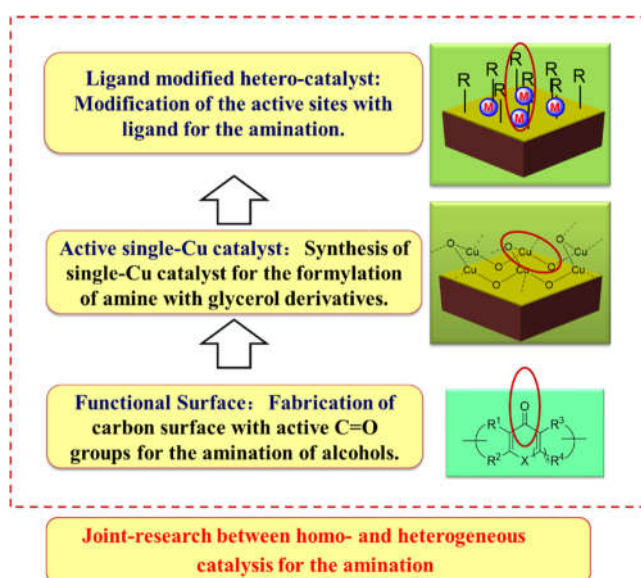 Ligand modified hetero-catalyst:
Modification of the active sites with
ligand for the amination.
R
R
R
R
R
R
R
M
M
M
M
Active single-Cu catalyst: Synthesis of
single-Cu catalyst for the formylation
of amine with glycerol derivatives.
O
O
O
Cu
Cu
Cu
O
O
Cu
Cu
Cu
O
O
Functional Surface: Fabrication of
carbon surface with active C=O
groups for the amination of alcohols.
O
R1
R3
R2
X
R4
Joint-research between homo- and heterogeneous
catalysis for the amination